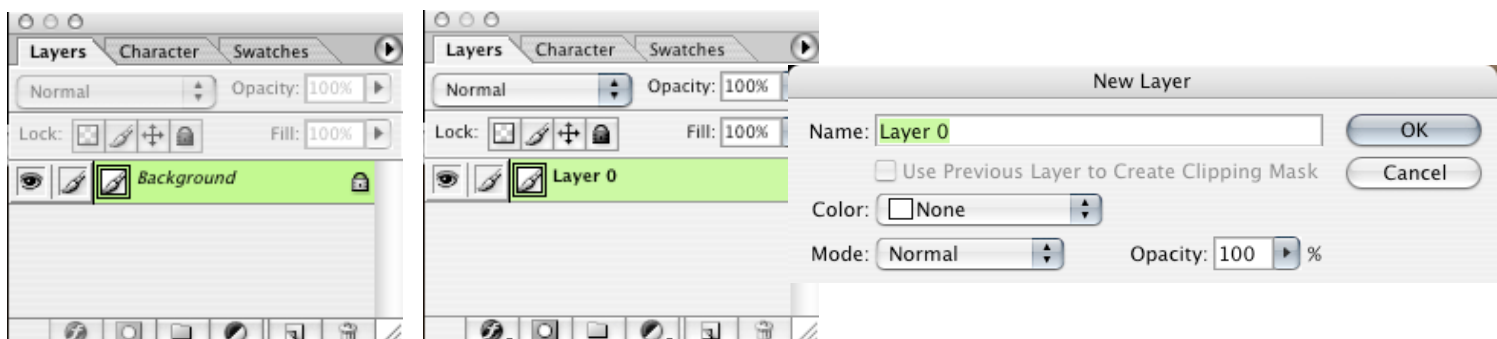 Layers Character Swatches
Normal Opacity: 100%
Lock: Fill: 100%
Background
Layers Character Swatches
Normal Opacity: 100%
Lock: Fill: 100%
Layer 0
New Layer
Name: Layer 0 OK
Use Previous Layer to Create Clipping Mask Cancel
Color: None
Mode: Normal Opacity: 100 %